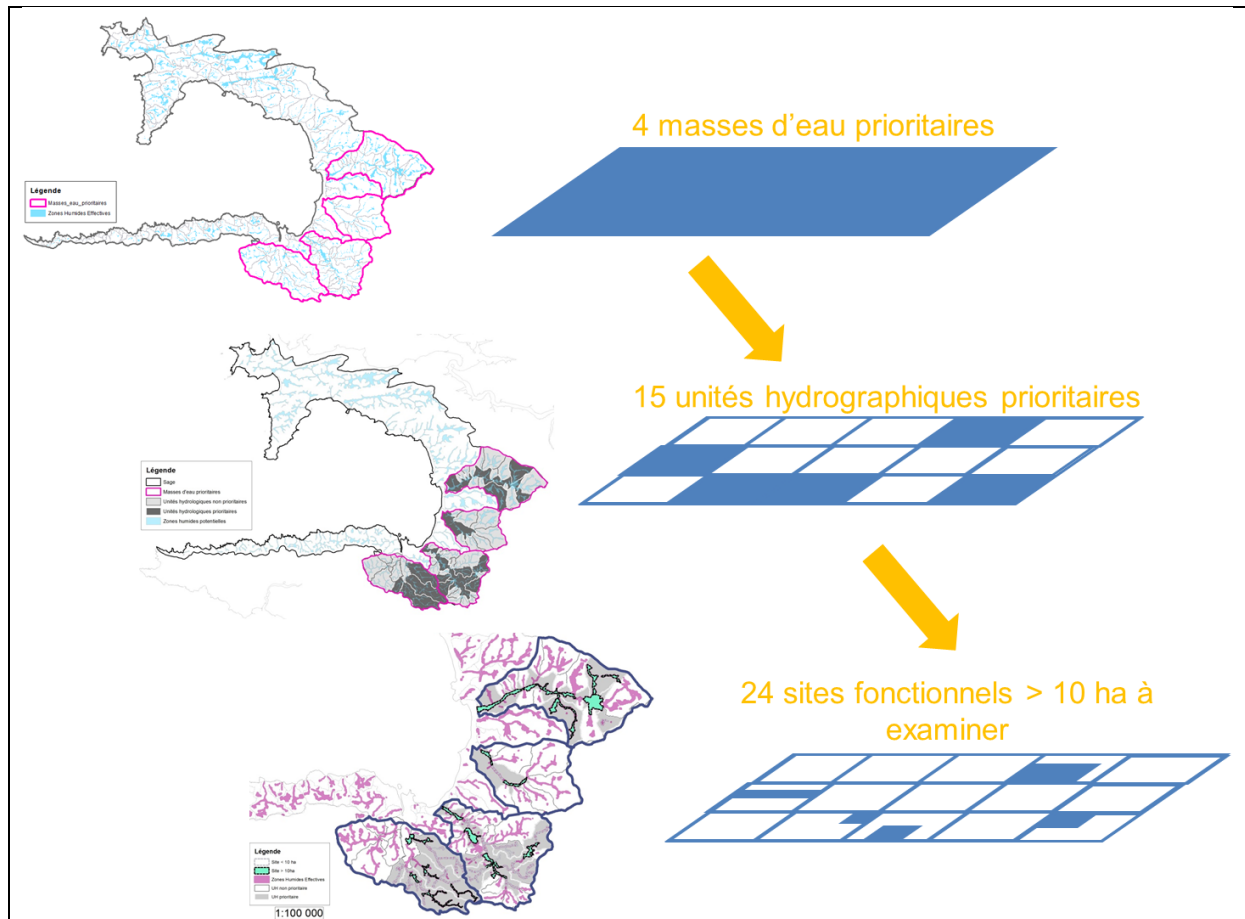 4 masses d'eau prioritaires
Légende
Masses_eau_prioritaires
Zones Humides Effectives
15 unités hydrographiques prioritaires
Légende
Sage
Masses d'eau prioritaires
Unités hydrologiques non prioritaires
Unités hydrologiques prioritaires
Zones humides potentielles
24 sites fonctionnels > 10 ha à
examiner
Légende
Site < 10 ha
Site > 10ha
Zones Humides Effectives
UH non prioritaire
UH prioritaire
1:100 000